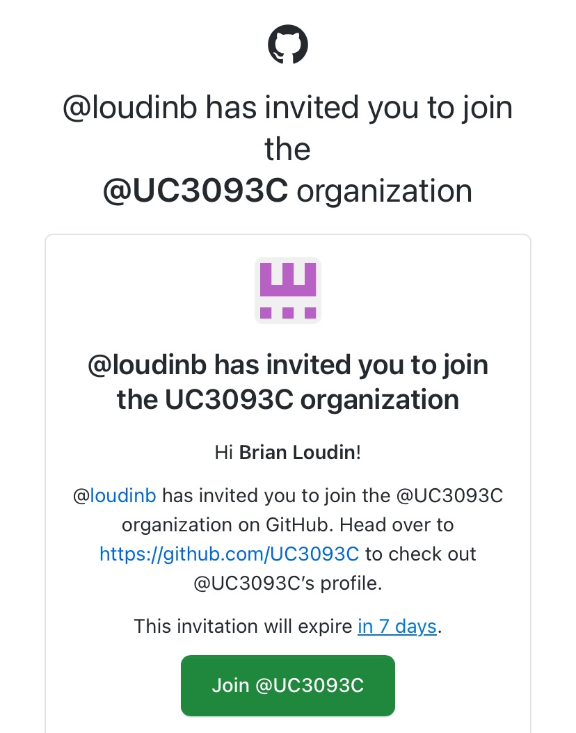 @loudinb has invited you to join
the
@UC3093C organization
@loudinb has invited you to join
the UC3093C organization
Hi Brian Loudin!
@loudinb has invited you to join the @UC3093C
organization on GitHub. Head over to
https://github.com/UC3093C to check out
@UC3093C’s profile.
This invitation will expire in 7 days.
Join @UC3093C